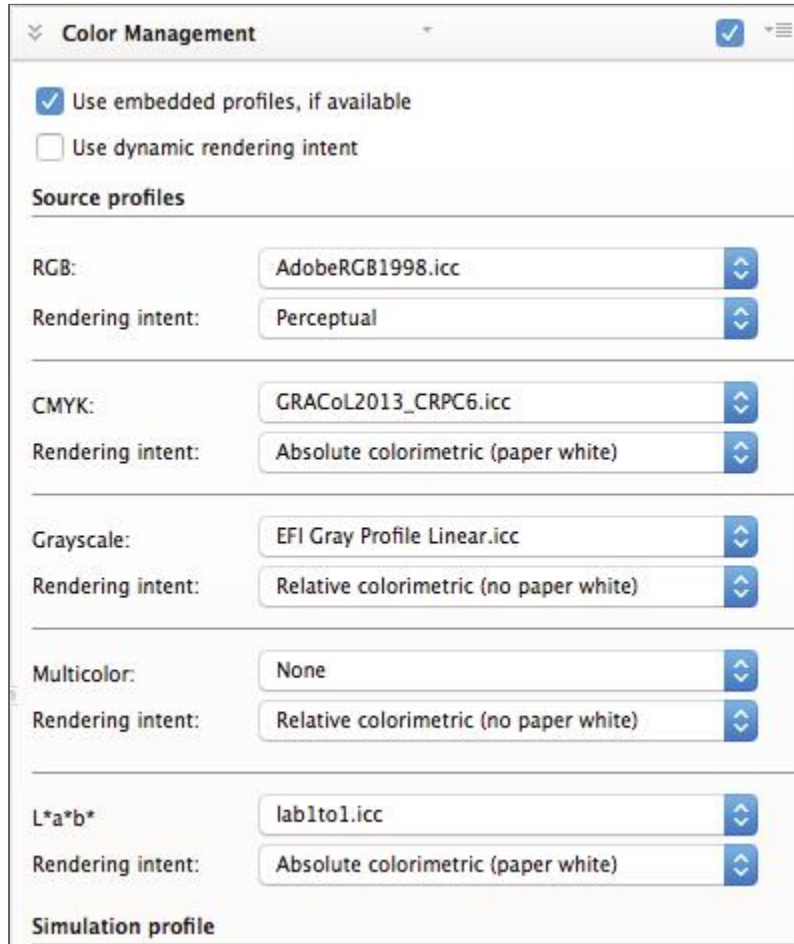 Color Management
Use embedded profiles, if available
Use dynamic rendering intent
Source profiles
RGB: AdobeRGB1998.icc
Rendering intent: Perceptual
CMYK: GRACoL2013_CRPC6.icc
Rendering intent: Absolute colorimetric (paper white)
Grayscale: EFI Gray Profile Linear.icc
Rendering intent: Relative colorimetric (no paper white)
Multicolor: None
Rendering intent: Relative colorimetric (no paper white)
L*a*b* lab1to1.icc
Rendering intent: Absolute colorimetric (paper white)
Simulation profile